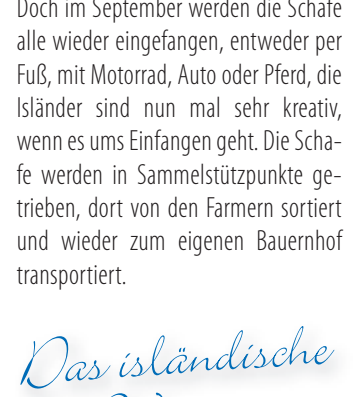 Doch im September werden die Schafe
alle wieder eingefangen, entweder per
Fuß, mit Motorrad, Auto oder Pferd, die
Isländer sind nun mal sehr kreativ,
wenn es ums Einfangen geht. Die Scha-
fe werden in Sammelstützpunkte ge-
trieben, dort von den Farmern sortiert
und wieder zum eigenen Bauernhof
transportiert.
Das isländische